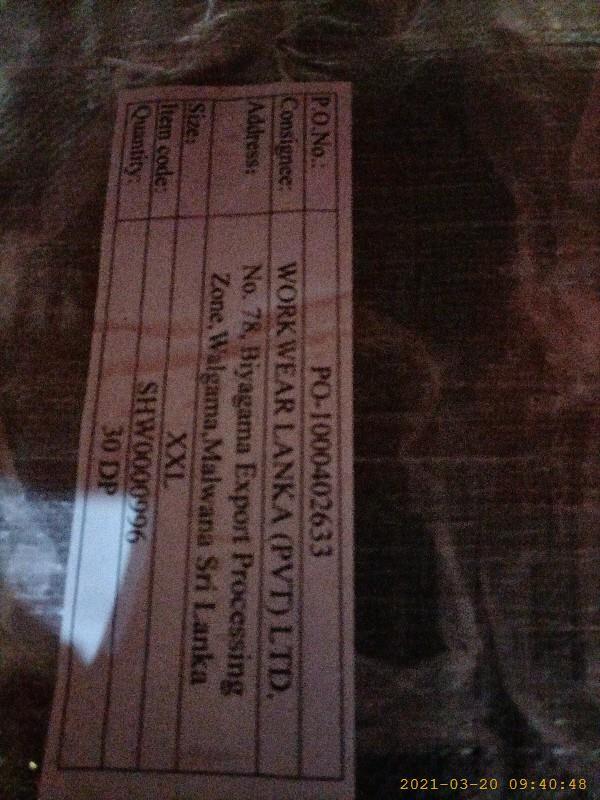 P.O.No.: PO-1000402633
Consignee: WORKWEAR LANKA (PVT) LTD.
Address: No. 78, Biyagama Export Processing
Zone, Walgama, Malwana Sri Lanka
Size: XXL
Item code: SHW0000996
Quantity: 30 DP
2021-03-20 09:40:48